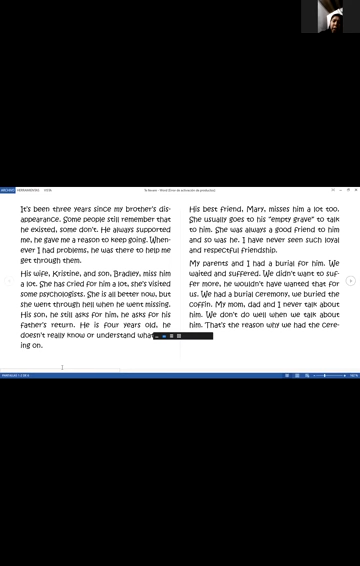 ARCHIVO HERRAMIENTAS VISTA
It's been three years since my brother's dis-
appearance. Some people still remember that
he existed, some don't. He always supported
me, he gave me a reason to keep going. When-
ever I had problems, he was there to help me
get through them.
His wife, Kristine, and son, Bradley, miss him
a lot. She has cried for him a lot, she's visited
some psychologists. She is all better now, but
she went through hell when he went missing.
His son, he still asks for him, he asks for his
father's return. He is four years old, he
doesn't really know or understand what
ing on.
His best friend, Mary, misses him a lot too.
She usually goes to his "empty grave" to talk
to him. She was always a good friend to him
and so was he. I have never seen such loyal
and respectful friendship.
My parents and I had a burial for him. We
waited and suffered. We didn't want to suf-
fer more, he wouldn't have wanted that for
us. We had a burial ceremony, we buried the
coffin. My mom, dad and I never talk about
him. We don't do well when we talk about
him. That's the reason why we had the cere-